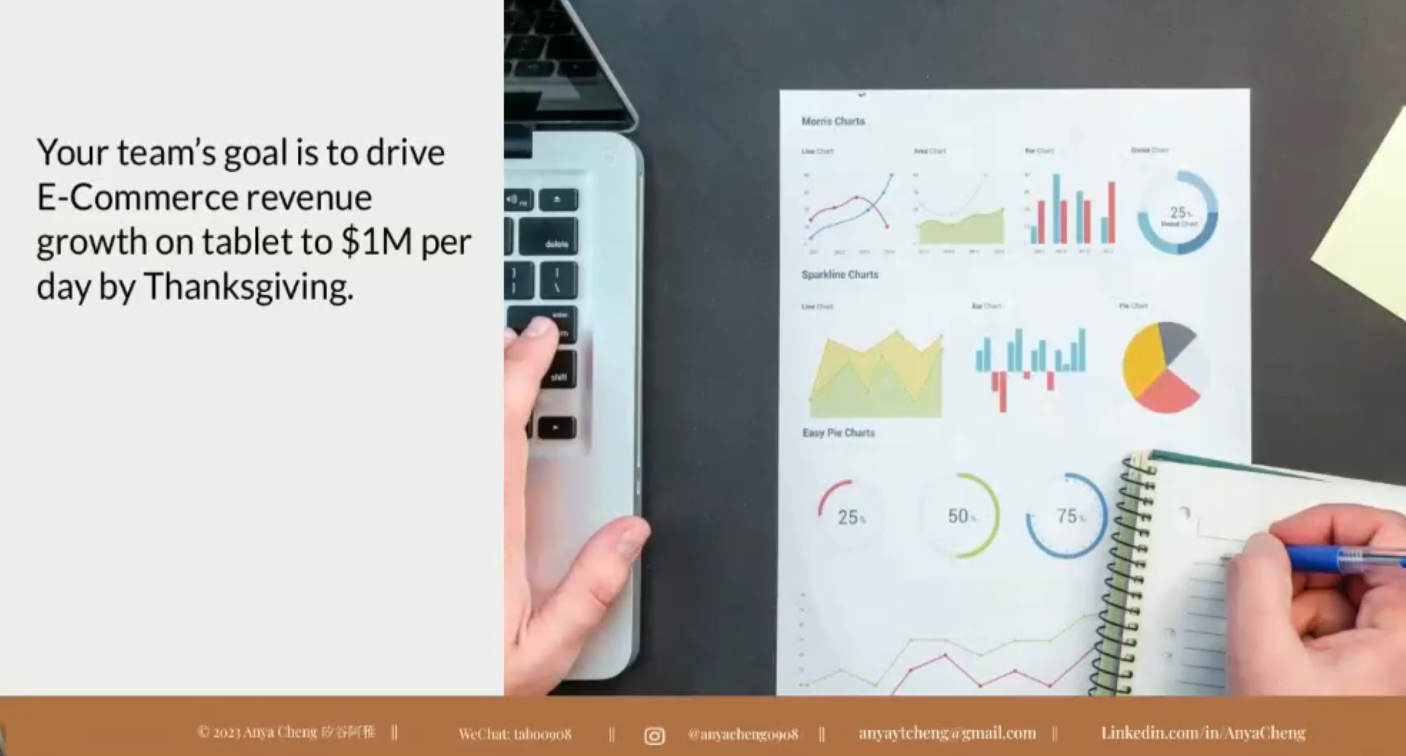 Your team's goal is to drive
E-Commerce revenue
growth on tablet to $1M per
day by Thanksgiving.
delete
enter
shift
Morris Charts
Line Chart
Area Chart
Bar Chart
Donut Chart
25%
Donut Chart
Sparkline Charts
Line Chart
Bar Chart
Pie Chart
Easy Pie Charts
25%
50%
75%
© 2023 Anya Cheng 矽谷阿雅 || WeChat: tab00908 || @anyacheng0908 || anyaytcheng@gmail.com || Linkedin.com/in/AnyaCheng